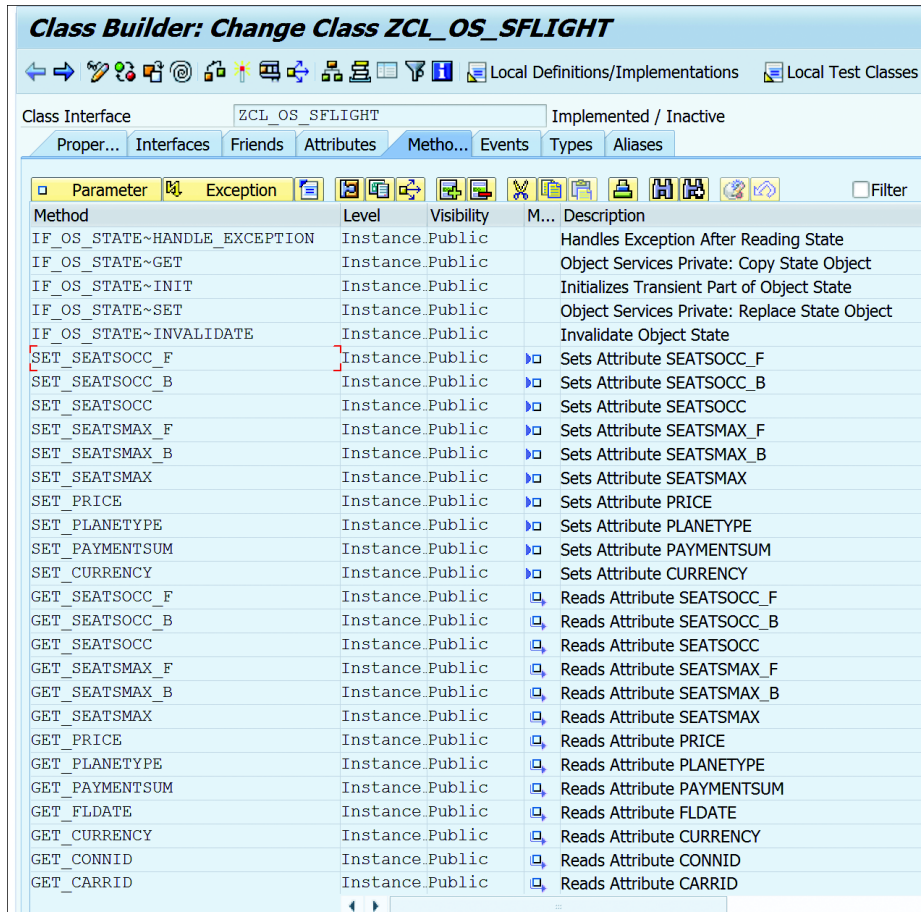 Class Builder: Change Class ZCL_OS_SFLIGHT
Local Definitions/Implementations Local Test Classes
Class Interface ZCL_OS_SFLIGHT Implemented / Inactive
Proper... Interfaces Friends Attributes Metho... Events Types Aliases
Parameter Exception Filter
Method Level Visibility M... Description
IF_OS_STATE~HANDLE_EXCEPTION Instance Public Handles Exception After Reading State
IF_OS_STATE~GET Instance Public Object Services Private: Copy State Object
IF_OS_STATE~INIT Instance Public Initializes Transient Part of Object State
IF_OS_STATE~SET Instance Public Object Services Private: Replace State Object
IF_OS_STATE~INVALIDATE Instance Public Invalidate Object State
SET_SEATSOCC_F Instance Public Sets Attribute SEATSOCC_F
SET_SEATSOCC_B Instance Public Sets Attribute SEATSOCC_B
SET_SEATSOCC Instance Public Sets Attribute SEATSOCC
SET_SEATSMAX_F Instance Public Sets Attribute SEATSMAX_F
SET_SEATSMAX_B Instance Public Sets Attribute SEATSMAX_B
SET_SEATSMAX Instance Public Sets Attribute SEATSMAX
SET_PRICE Instance Public Sets Attribute PRICE
SET_PLANETYPE Instance Public Sets Attribute PLANETYPE
SET_PAYMENTSUM Instance Public Sets Attribute PAYMENTSUM
SET_CURRENCY Instance Public Sets Attribute CURRENCY
GET_SEATSOCC_F Instance Public Reads Attribute SEATSOCC_F
GET_SEATSOCC_B Instance Public Reads Attribute SEATSOCC_B
GET_SEATSOCC Instance Public Reads Attribute SEATSOCC
GET_SEATSMAX_F Instance Public Reads Attribute SEATSMAX_F
GET_SEATSMAX_B Instance Public Reads Attribute SEATSMAX_B
GET_SEATSMAX Instance Public Reads Attribute SEATSMAX
GET_PRICE Instance Public Reads Attribute PRICE
GET_PLANETYPE Instance Public Reads Attribute PLANETYPE
GET_PAYMENTSUM Instance Public Reads Attribute PAYMENTSUM
GET_FLDATE Instance Public Reads Attribute FLDATE
GET_CURRENCY Instance Public Reads Attribute CURRENCY
GET_CONNID Instance Public Reads Attribute CONNID
GET_CARRID Instance Public Reads Attribute CARRID